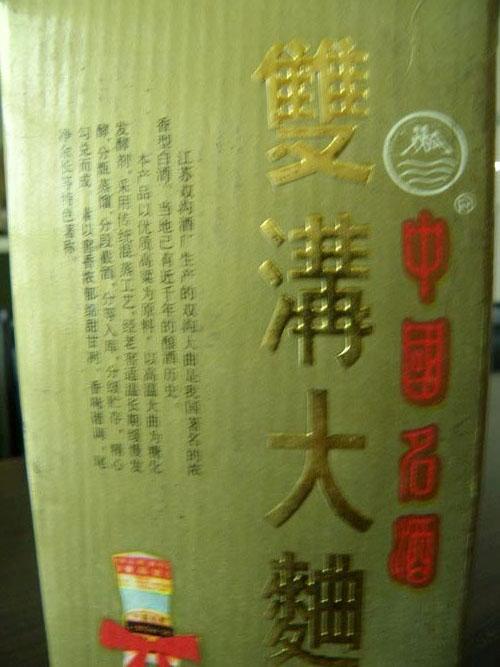 中國名酒
雙溝大麯
江苏双沟酒厂生产的双沟大曲是我国著名的浓
香型白酒。当地已有近千年的酿酒历史。
本产品以优质高粱为原料，以高温大曲为糖化
发酵剂，采用传统混蒸工艺，经老窖适温长期缓慢发
酵，分甑蒸馏，分段截酒，分等入库，分级贮存，精心
勾兑而成，素以窖香浓郁绵甜甘冽，香味谐调，尾
净余长等特色著称。